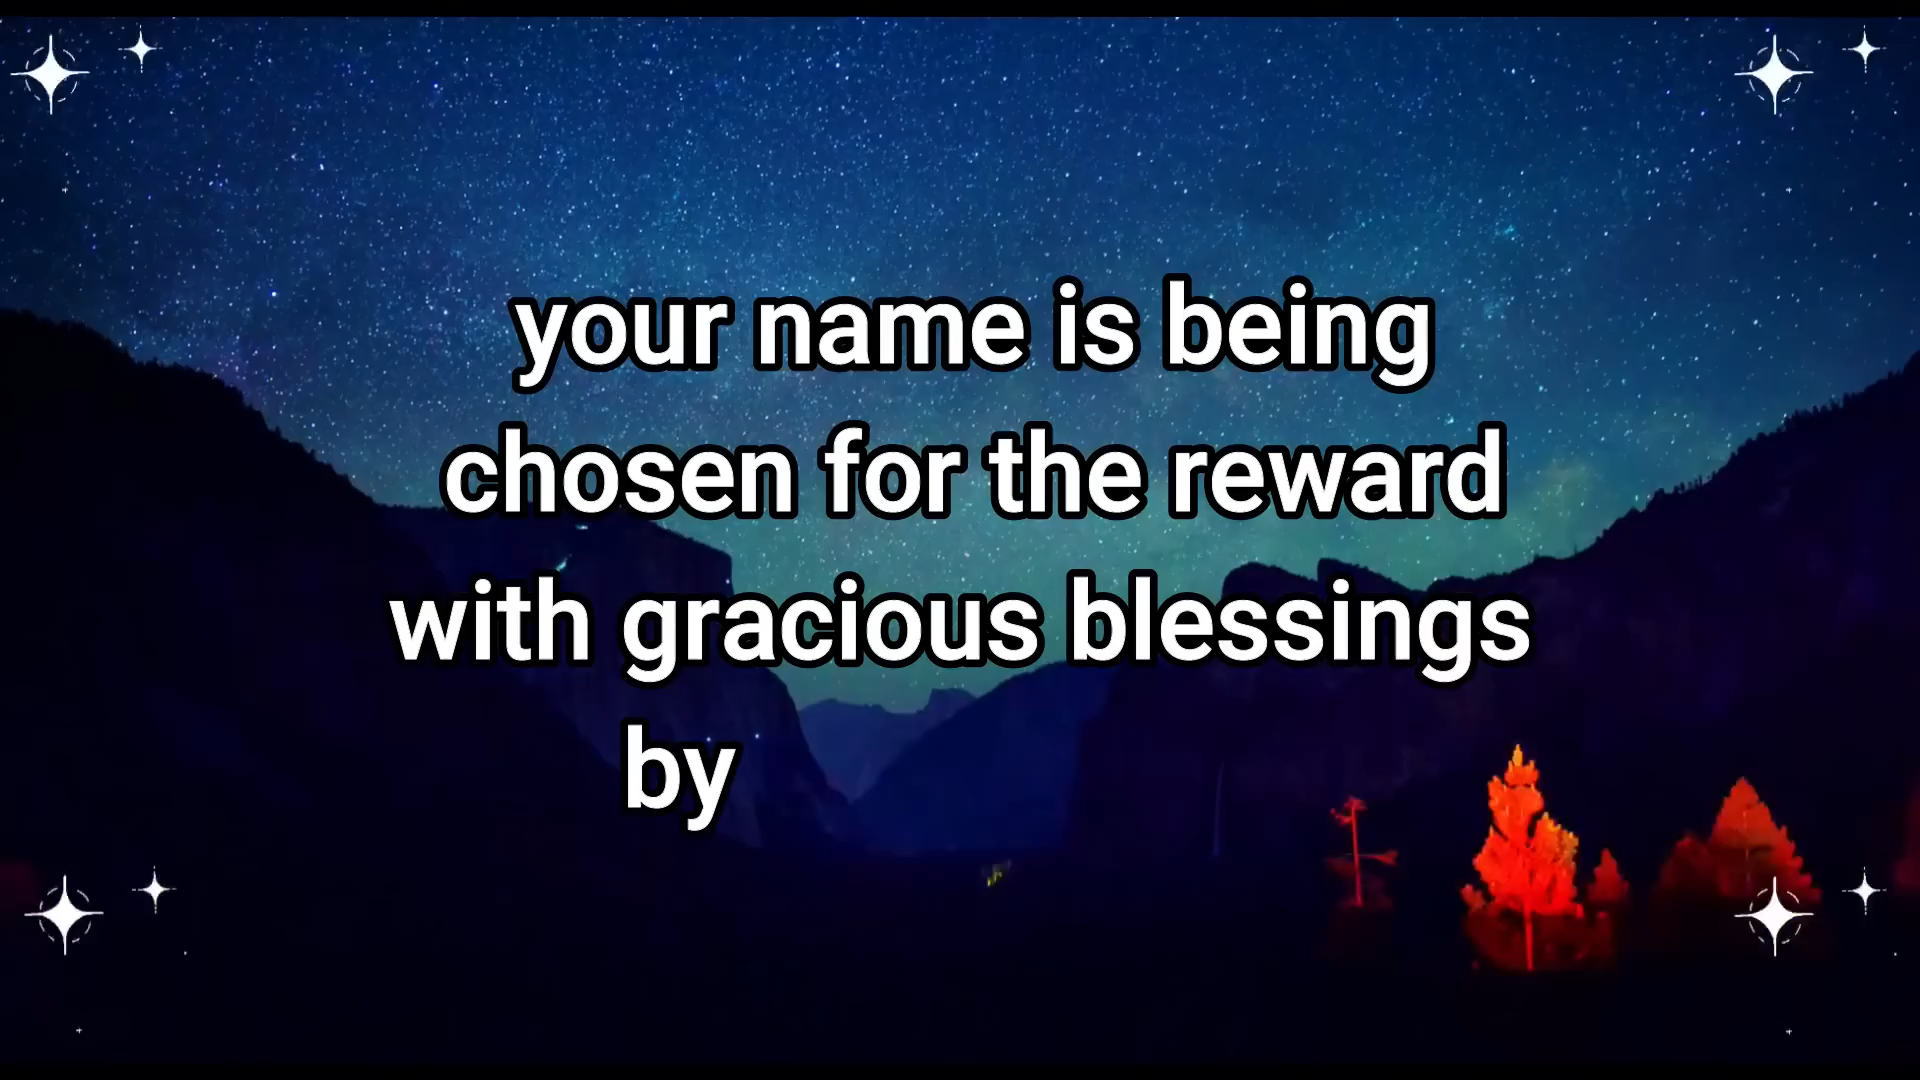 your name is being
chosen for the reward
with gracious blessings
by